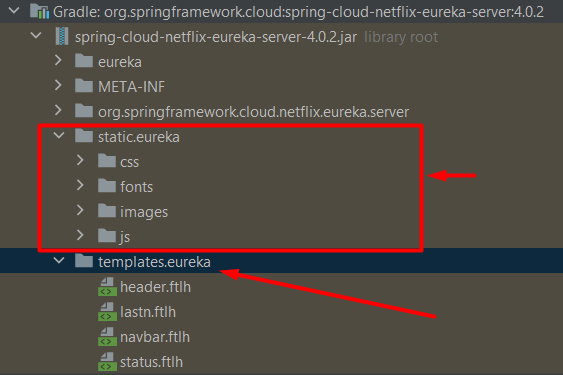 Gradle: org.springframework.cloud:spring-cloud-netflix-eureka-server:4.0.2
spring-cloud-netflix-eureka-server-4.0.2.jar library root
eureka
META-INF
org.springframework.cloud.netflix.eureka.server
static.eureka
css
fonts
images
js
templates.eureka
header.ftlh
lastn.ftlh
navbar.ftlh
status.ftlh